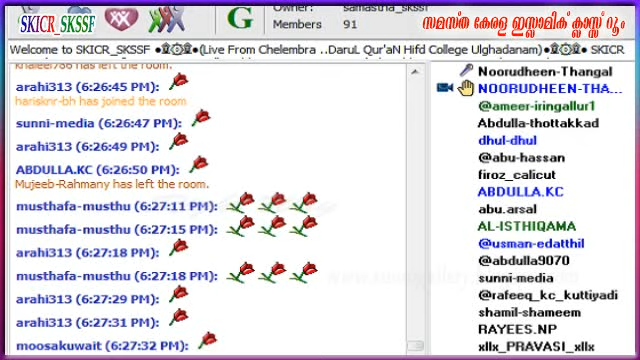 SKICR_SKSSF
G
Owner: samastha_skssf
Members 91
സമസ്ത കേരള ഇസ്ലാമിക് ക്ലാസ്സ് റൂം
Welcome to SKICR_SKSSF ●۩۞۩●(Live From Chelembra ..DaruL Qur'aN Hifd College Ulghadanam)●۩۞۩● SKICR
khaleel786 has left the room.
arahi313 (6:26:45 PM):
harisknr-bh has joined the room
sunni-media (6:26:47 PM):
arahi313 (6:26:49 PM):
ABDULLA.KC (6:26:50 PM):
Mujeeb-Rahmany has left the room.
musthafa-musthu (6:27:11 PM):
musthafa-musthu (6:27:15 PM):
arahi313 (6:27:18 PM):
musthafa-musthu (6:27:18 PM):
arahi313 (6:27:29 PM):
arahi313 (6:27:31 PM):
moosakuwait (6:27:32 PM):
Noorudheen-Thangal
NOORUDHEEN-THA...
@ameer-iringallur1
Abdulla-thottakkad
dhul-dhul
@abu-hassan
firoz_calicut
ABDULLA.KC
abu.arsal
AL-ISTHIQAMA
@usman-edatthil
@abdulla9070
sunni-media
@rafeeq_kc_kuttiyadi
shamil-shameem
RAYEES.NP
xllx_PRAVASI_xllx